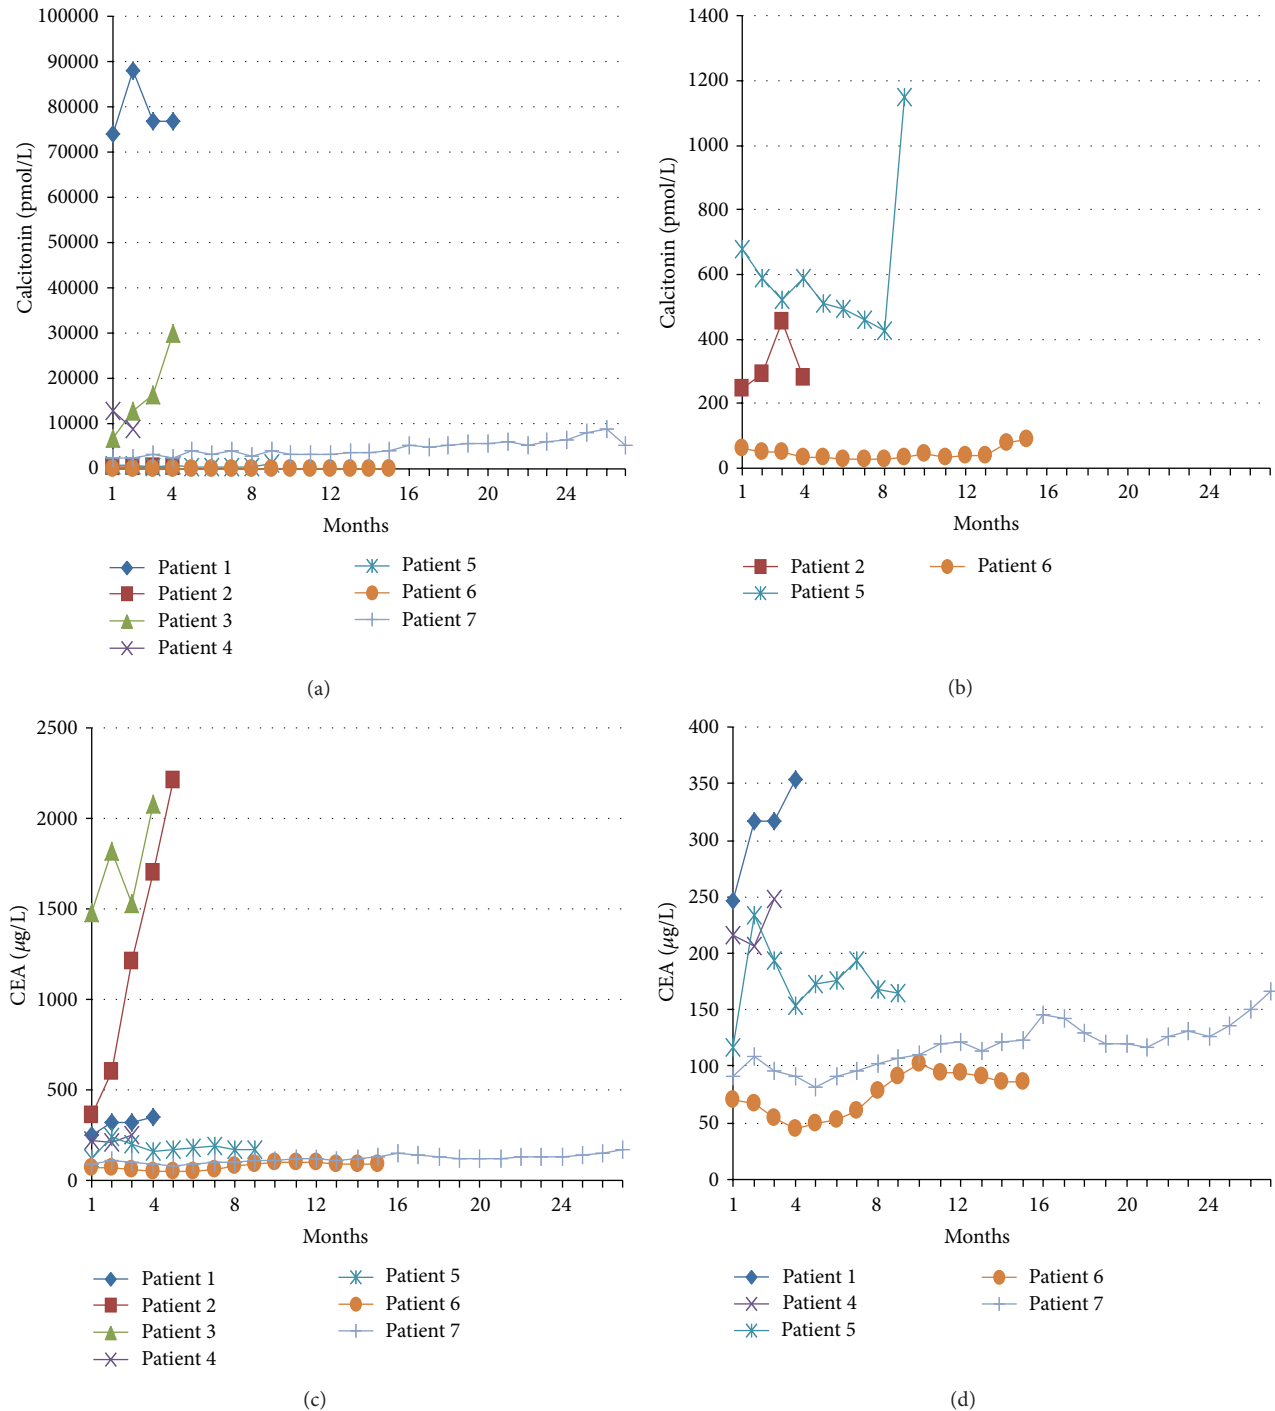 100000
90000
80000
70000
60000
50000
40000
30000
20000
10000
0
Calcitonin (pmol/L)
1 4 8 12 16 20 24
Months
Patient 1
Patient 2
Patient 3
Patient 4
Patient 5
Patient 6
Patient 7
(a)
1400
1200
1000
800
600
400
200
0
Calcitonin (pmol/L)
1 4 8 12 16 20 24
Months
Patient 2
Patient 5
Patient 6
(b)
2500
2000
1500
1000
500
0
CEA (μg/L)
1 4 8 12 16 20 24
Months
Patient 1
Patient 2
Patient 3
Patient 4
Patient 5
Patient 6
Patient 7
(c)
400
350
300
250
200
150
100
50
0
CEA (μg/L)
1 4 8 12 16 20 24
Months
Patient 1
Patient 4
Patient 5
Patient 6
Patient 7
(d)